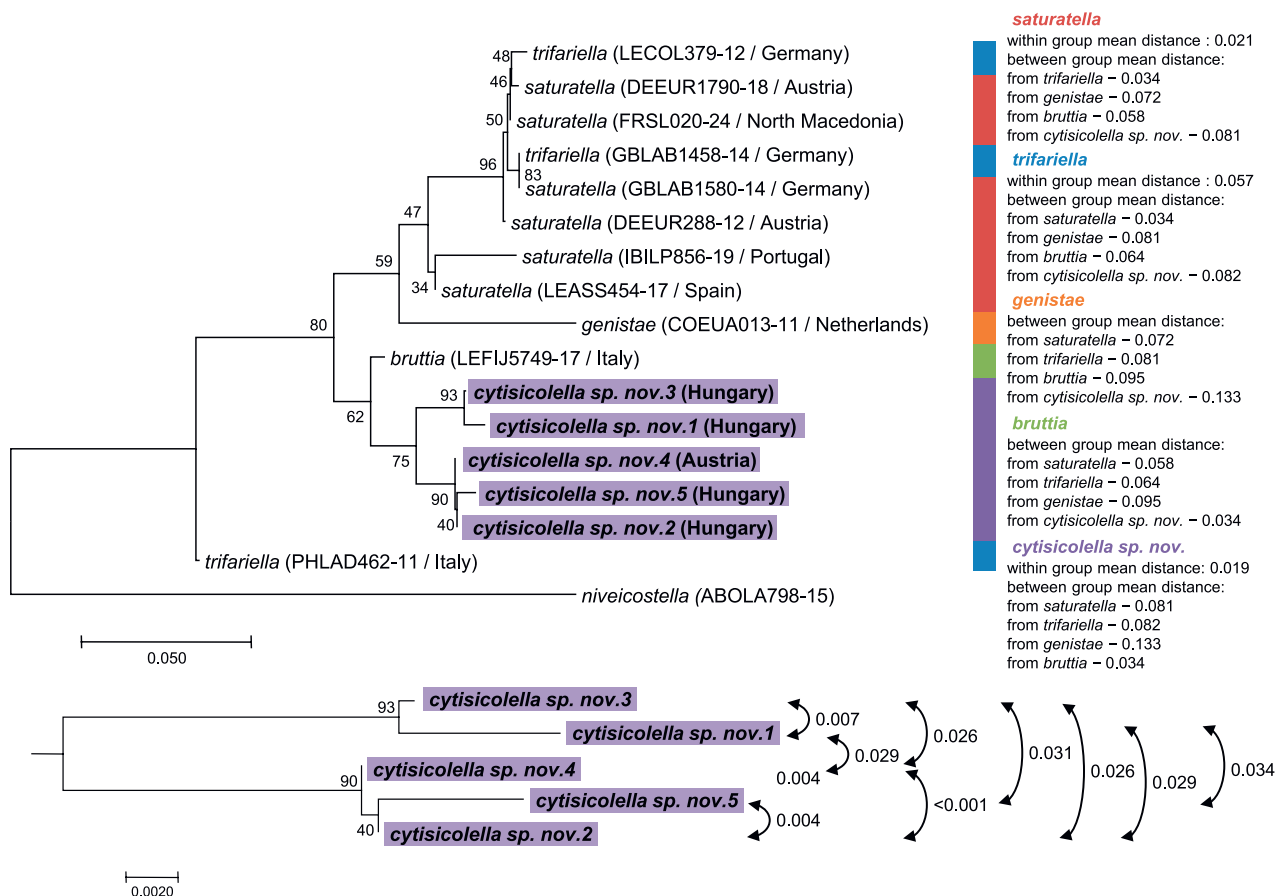 48
trifariella (LECOL379-12 / Germany)
46
saturatella (DEEUR1790-18 / Austria)
50
saturatella (FRSL020-24 / North Macedonia)
trifariella (GBLAB1458-14 / Germany)
96
83
saturatella (GBLAB1580-14 / Germany)
47
saturatella (DEEUR288-12 / Austria)
59
saturatella (IBILP856-19 / Portugal)
34
saturatella (LEASS454-17 / Spain)
80
genistae (COEUA013-11 / Netherlands)
bruttia (LEFIJ5749-17 / Italy)
62
93
cytisicolella sp. nov.3 (Hungary)
cytisicolella sp. nov.1 (Hungary)
75
cytisicolella sp. nov.4 (Austria)
90
cytisicolella sp. nov.5 (Hungary)
40
cytisicolella sp. nov.2 (Hungary)
trifariella (PHLAD462-11 / Italy)
niveicostella (ABOLA798-15)
0.050
saturatella
within group mean distance : 0.021
between group mean distance:
from trifariella − 0.034
from genistae − 0.072
from bruttia − 0.058
from cytisicolella sp. nov. − 0.081
trifariella
within group mean distance : 0.057
between group mean distance:
from saturatella − 0.034
from genistae − 0.081
from bruttia − 0.064
from cytisicolella sp. nov. − 0.082
genistae
between group mean distance:
from saturatella − 0.072
from trifariella − 0.081
from bruttia − 0.095
from cytisicolella sp. nov. − 0.133
bruttia
between group mean distance:
from saturatella − 0.058
from trifariella − 0.064
from genistae − 0.095
from cytisicolella sp. nov. − 0.034
cytisicolella sp. nov.
within group mean distance: 0.019
between group mean distance:
from saturatella − 0.081
from trifariella − 0.082
from genistae − 0.133
from bruttia − 0.034
93
cytisicolella sp. nov.3
cytisicolella sp. nov.1
90
cytisicolella sp. nov.4
cytisicolella sp. nov.5
40
cytisicolella sp. nov.2
0.0020
0.007
0.029
0.004
0.004
0.026
<0.001
0.031
0.026
0.029
0.034